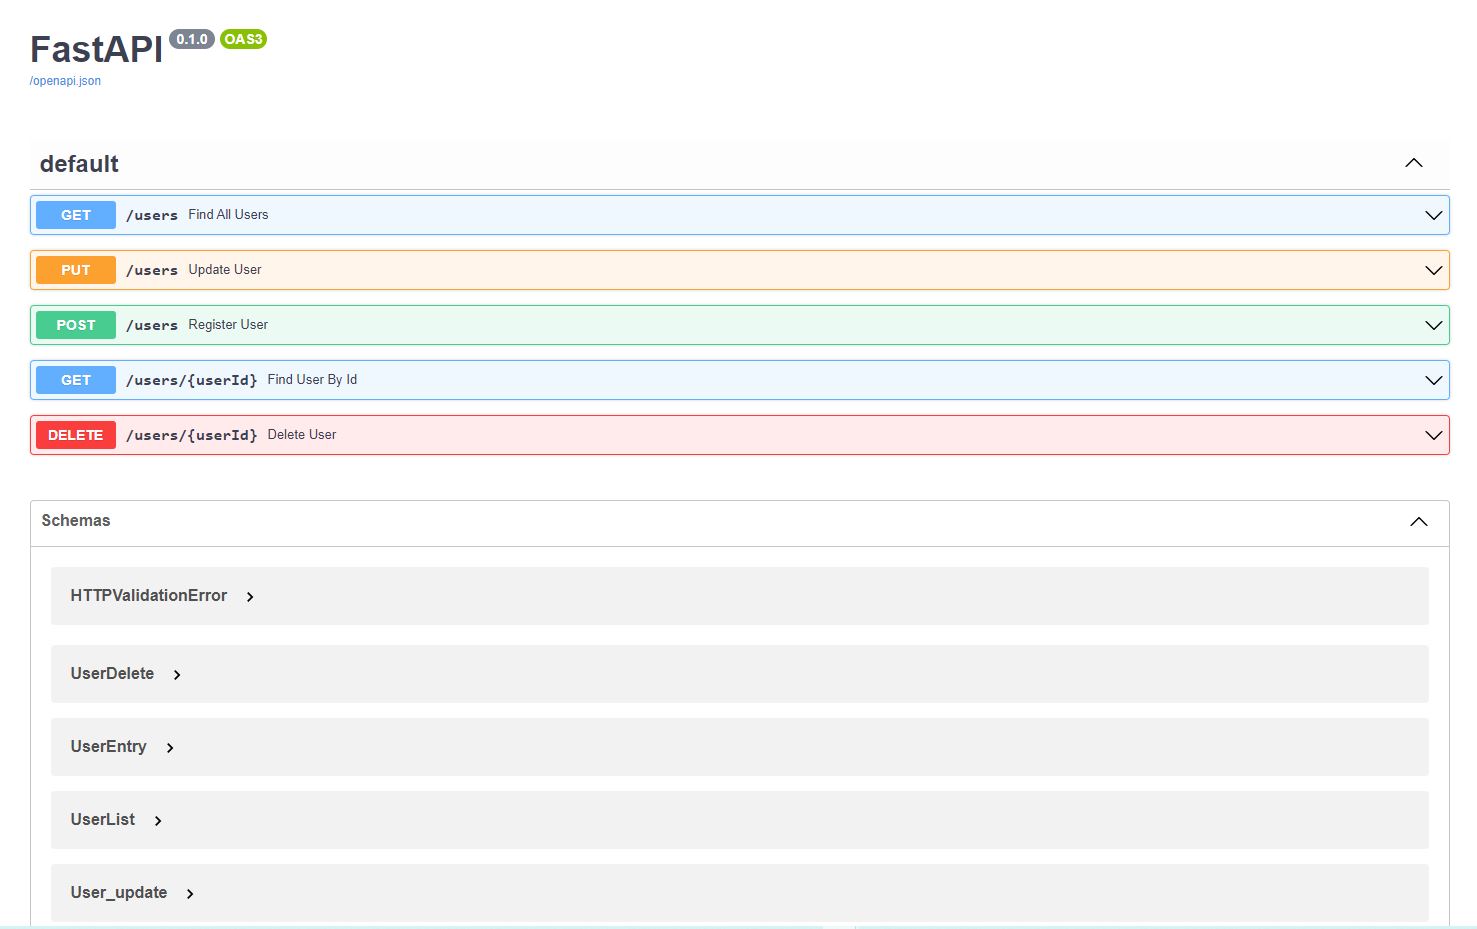 FastAPI 0.1.0 OAS3
/openapi.json
default
GET /users Find All Users
PUT /users Update User
POST /users Register User
GET /users/{userId} Find User By Id
DELETE /users/{userId} Delete User
Schemas
HTTPValidationError
UserDelete
UserEntry
UserList
User_update